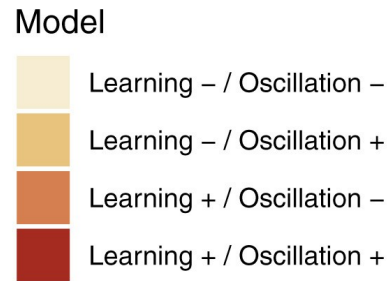 Model
Learning − / Oscillation −
Learning − / Oscillation +
Learning + / Oscillation −
Learning + / Oscillation +